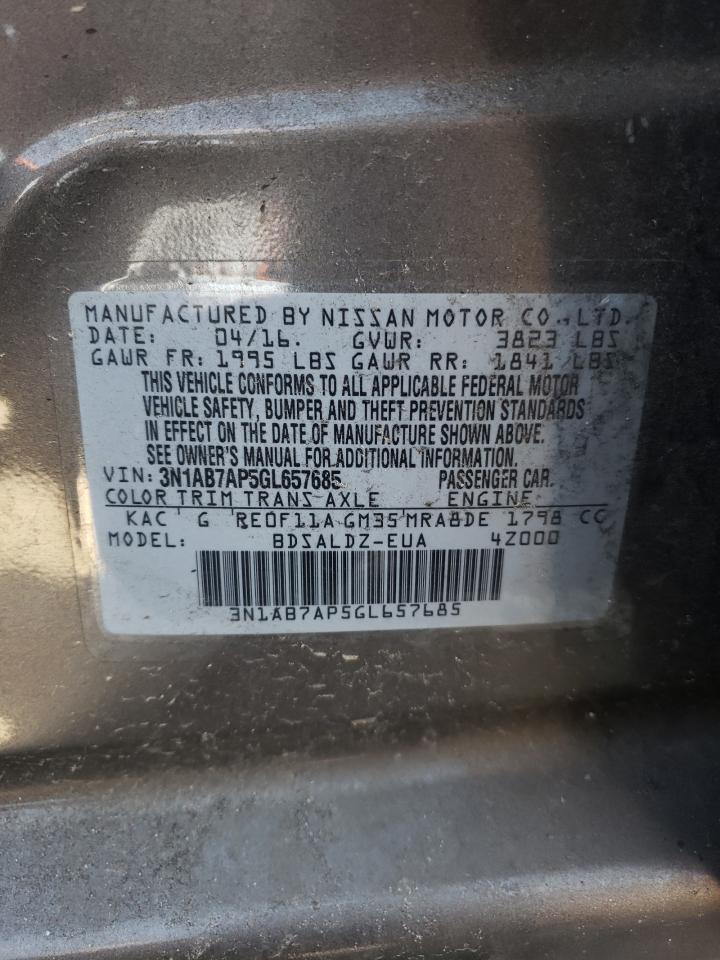 MANUFACTURED BY NISSAN MOTOR CO.,LTD.
DATE: 04/16. GVWR: 3823 LBS
GAWR FR: 1995 LBS GAWR RR: 1841 LBS
THIS VEHICLE CONFORMS TO ALL APPLICABLE FEDERAL MOTOR
VEHICLE SAFETY, BUMPER AND THEFT PREVENTION STANDARDS
IN EFFECT ON THE DATE OF MANUFACTURE SHOWN ABOVE.
SEE OWNER'S MANUAL FOR ADDITIONAL INFORMATION.
VIN: 3N1AB7AP5GL657685 PASSENGER CAR.
COLOR TRIM TRANS AXLE ENGINE
KAC G RE0F11A GM35 MRA8DE 1798 CC
MODEL: BDSALDZ-EUA 4Z000
3N1AB7AP5GL657685